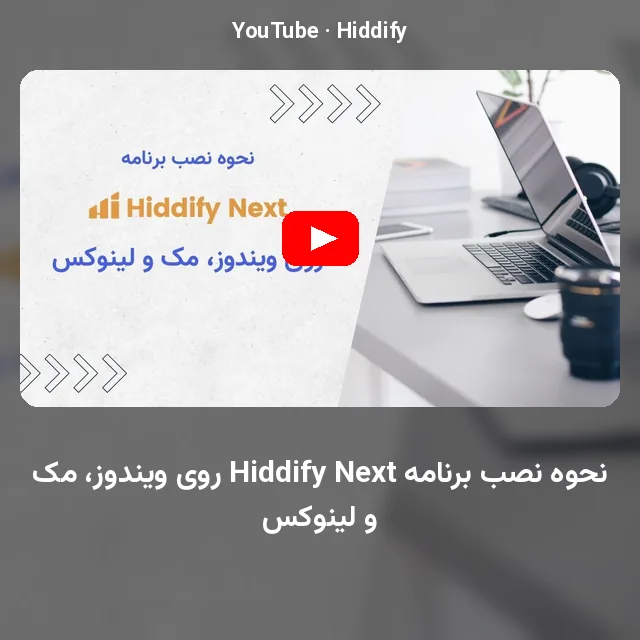 YouTube · Hiddify
نحوه نصب برنامه
Hiddify Next
روی ویندوز، مک و لینوکس
نحوه نصب برنامه Hiddify Next روی ویندوز، مک
و لینوکس